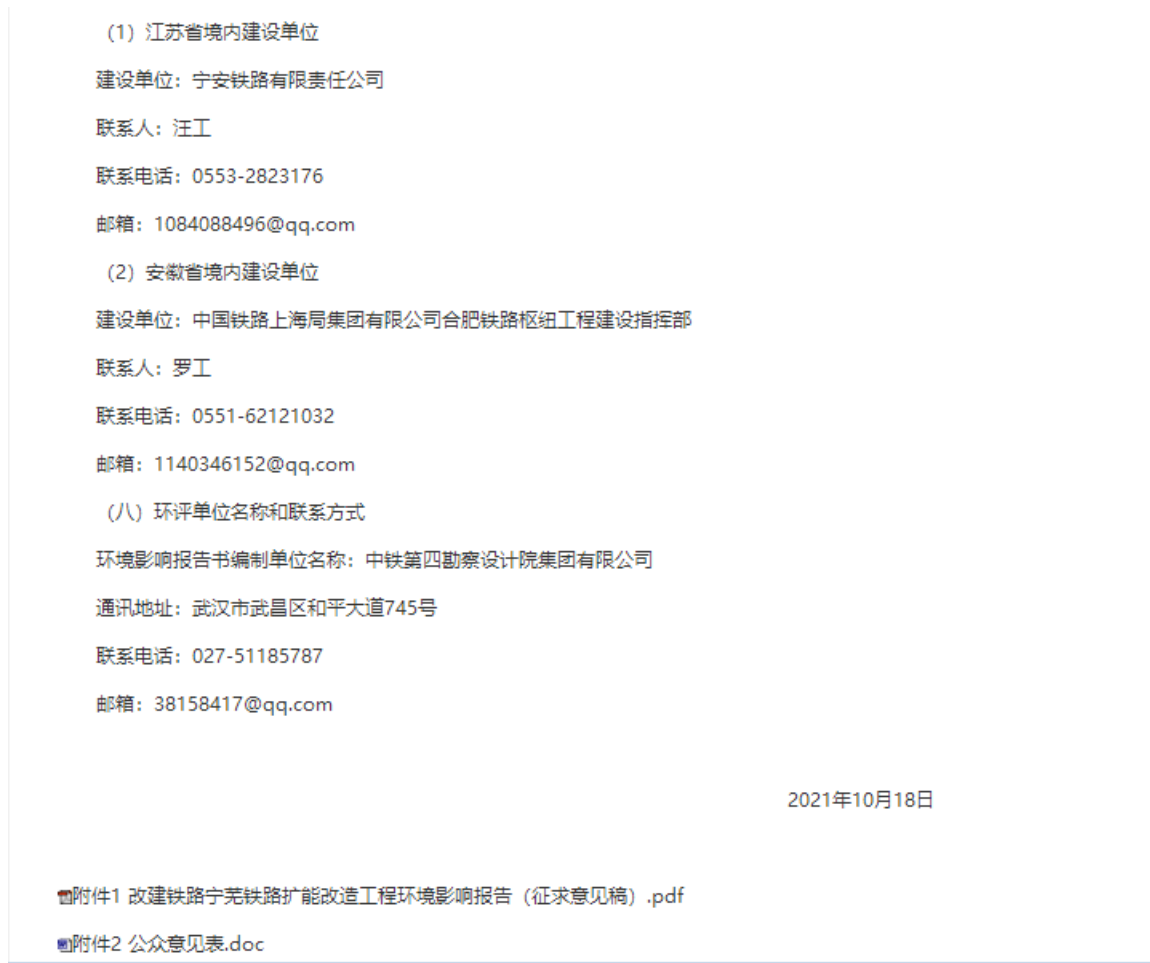 （1）江苏省境内建设单位
建设单位：宁安铁路有限责任公司
联系人：汪工
联系电话：0553-2823176
邮箱：1084088496@qq.com
（2）安徽省境内建设单位
建设单位：中国铁路上海局集团有限公司合肥铁路枢纽工程建设指挥部
联系人：罗工
联系电话：0551-62121032
邮箱：1140346152@qq.com
（八）环评单位名称和联系方式
环境影响报告书编制单位名称：中铁第四勘察设计院集团有限公司
通讯地址：武汉市武昌区和平大道745号
联系电话：027-51185787
邮箱：38158417@qq.com
2021年10月18日
附件1 改建铁路宁芜铁路扩能改造工程环境影响报告（征求意见稿）.pdf
附件2 公众意见表.doc